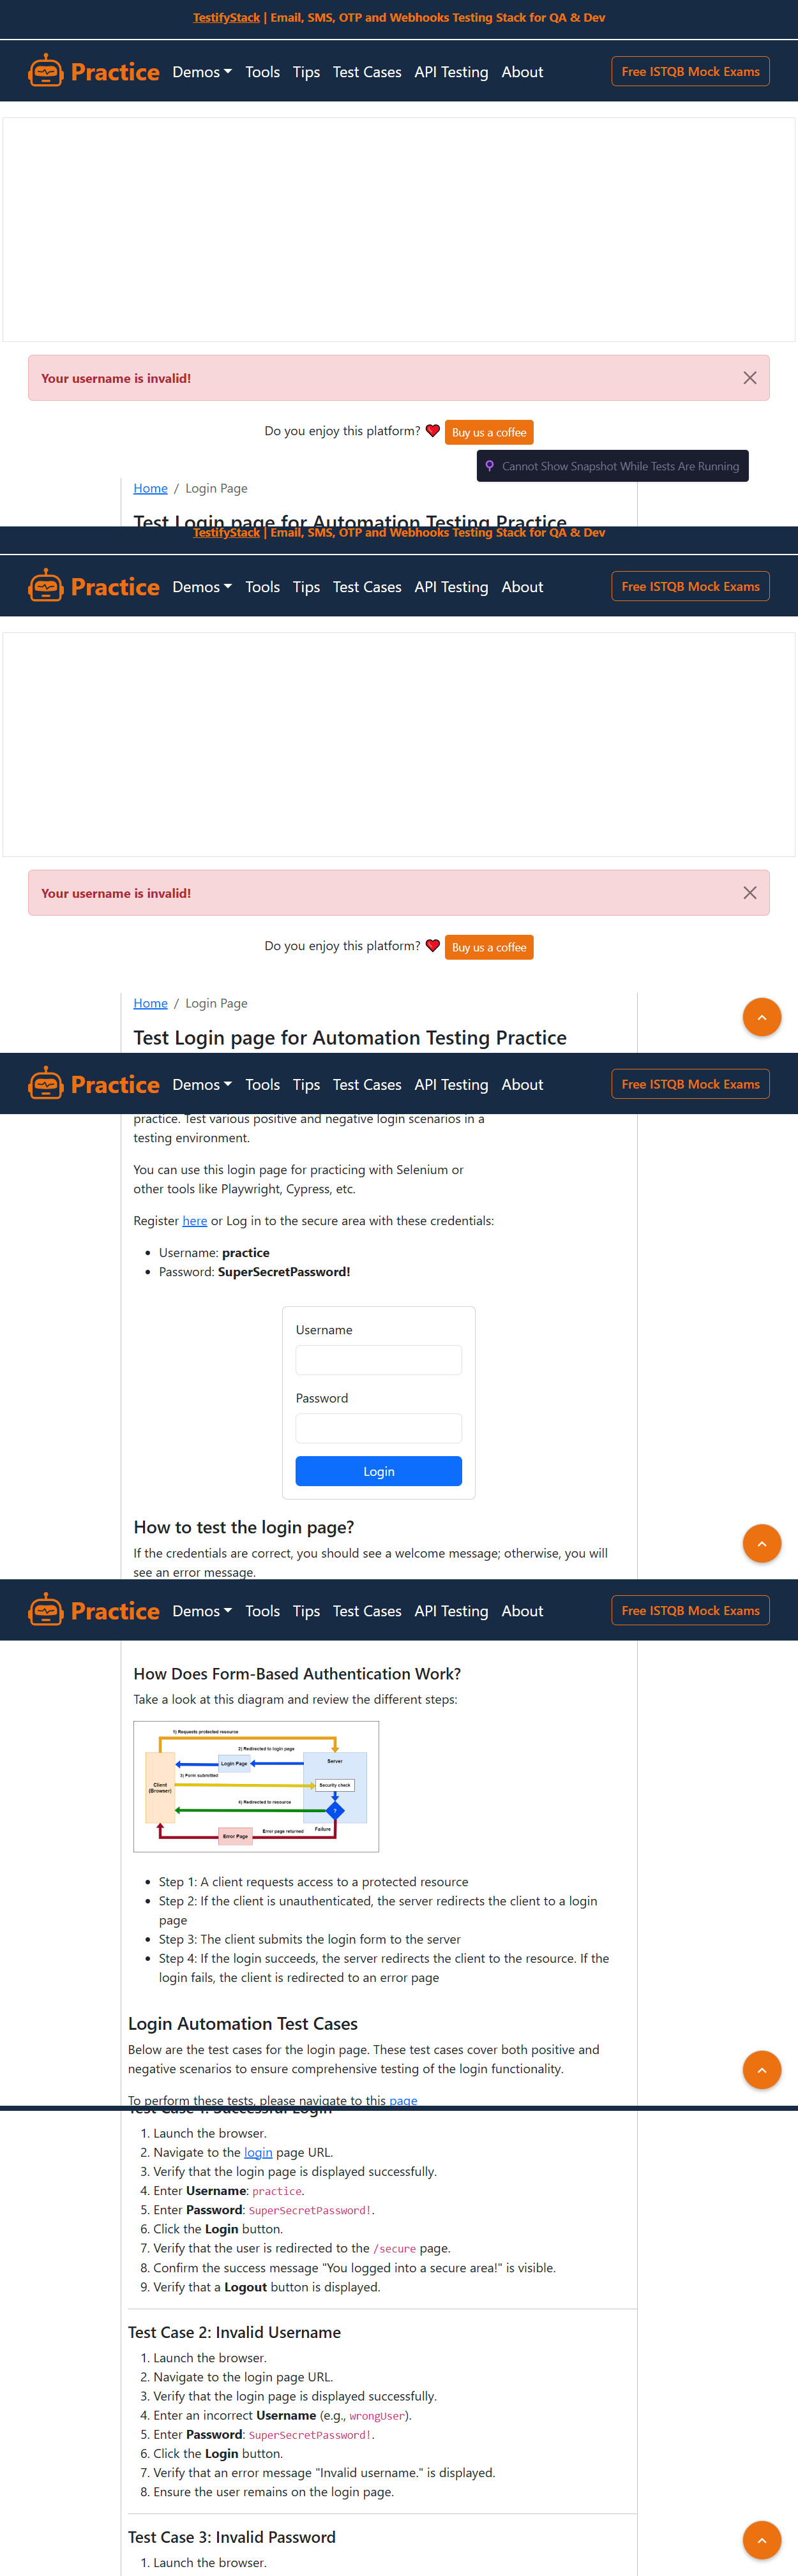 TestifyStack | Email, SMS, OTP and Webhooks Testing Stack for QA & Dev
Practice Demos Tools Tips Test Cases API Testing About Free ISTQB Mock Exams
Your username is invalid!
Do you enjoy this platform? Buy us a coffee
Cannot Show Snapshot While Tests Are Running
Home / Login Page
Test Login page for Automation Testing Practice
TestifyStack | Email, SMS, OTP and Webhooks Testing Stack for QA & Dev
Practice Demos Tools Tips Test Cases API Testing About Free ISTQB Mock Exams
Your username is invalid!
Do you enjoy this platform? Buy us a coffee
Home / Login Page
Test Login page for Automation Testing Practice
Practice Demos Tools Tips Test Cases API Testing About Free ISTQB Mock Exams
practice. Test various positive and negative login scenarios in a
testing environment.
You can use this login page for practicing with Selenium or
other tools like Playwright, Cypress, etc.
Register here or Log in to the secure area with these credentials:
• Username: practice
• Password: SuperSecretPassword!
Username
Password
Login
How to test the login page?
If the credentials are correct, you should see a welcome message; otherwise, you will
see an error message.
Practice Demos Tools Tips Test Cases API Testing About Free ISTQB Mock Exams
How Does Form-Based Authentication Work?
Take a look at this diagram and review the different steps:
1) Requests protected resource
2) Redirected to login page
Server
Login Page
3) Form submitted
Client
(Browser)
Security check
4) Redirected to resource
?
Error page returned
Failure
Error Page
• Step 1: A client requests access to a protected resource
• Step 2: If the client is unauthenticated, the server redirects the client to a login
page
• Step 3: The client submits the login form to the server
• Step 4: If the login succeeds, the server redirects the client to the resource. If the
login fails, the client is redirected to an error page
Login Automation Test Cases
Below are the test cases for the login page. These test cases cover both positive and
negative scenarios to ensure comprehensive testing of the login functionality.
To perform these tests, please navigate to this page
Test Case 1: Successful Login
1. Launch the browser.
2. Navigate to the login page URL.
3. Verify that the login page is displayed successfully.
4. Enter Username: practice.
5. Enter Password: SuperSecretPassword!.
6. Click the Login button.
7. Verify that the user is redirected to the /secure page.
8. Confirm the success message "You logged into a secure area!" is visible.
9. Verify that a Logout button is displayed.
Test Case 2: Invalid Username
1. Launch the browser.
2. Navigate to the login page URL.
3. Verify that the login page is displayed successfully.
4. Enter an incorrect Username (e.g., wrongUser).
5. Enter Password: SuperSecretPassword!.
6. Click the Login button.
7. Verify that an error message "Invalid username." is displayed.
8. Ensure the user remains on the login page.
Test Case 3: Invalid Password
1. Launch the browser.